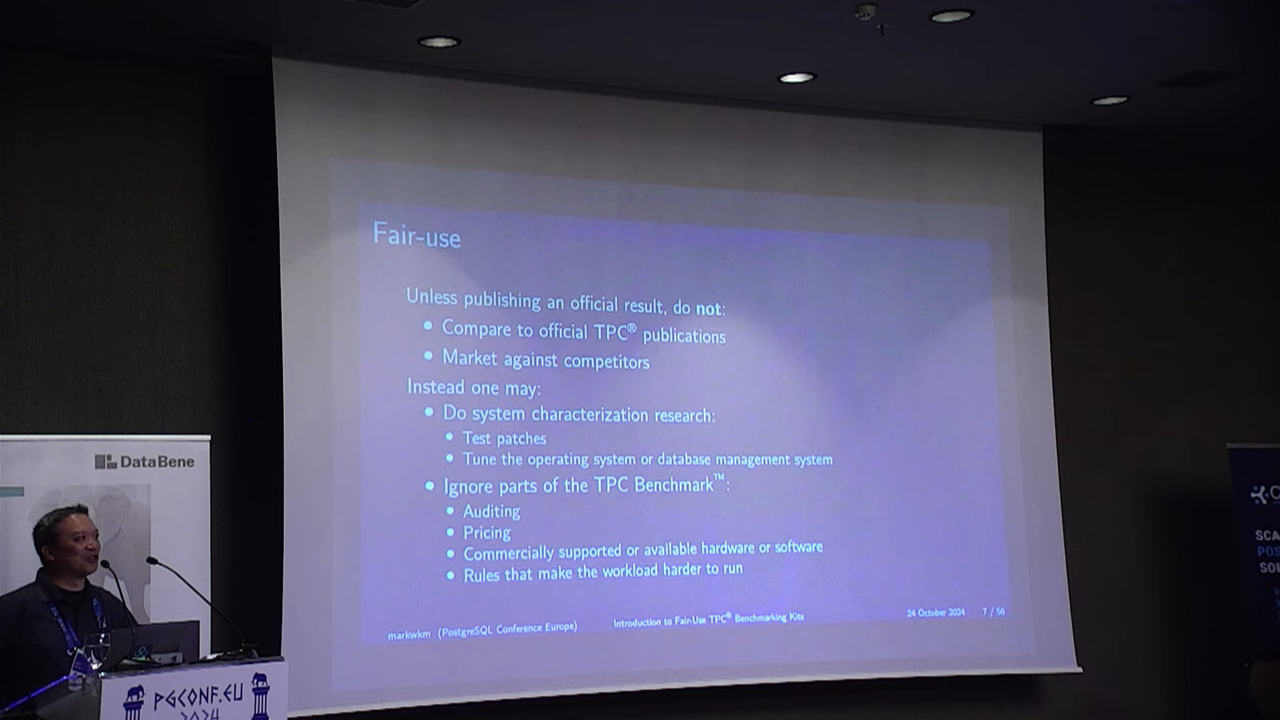 Fair-use
Unless publishing an official result, do not:
• Compare to official TPC® publications
• Market against competitors
Instead one may:
• Do system characterization research:
• Test patches
• Tune the operating system or database management system
• Ignore parts of the TPC Benchmark™:
• Auditing
• Pricing
• Commercially supported or available hardware or software
• Rules that make the workload harder to run
markwkm (PostgreSQL Conference Europe)
Introduction to Fair-Use TPC® Benchmarking Kits
24 October 2024
7 / 56
DataBene
PGCONF.EU
2024